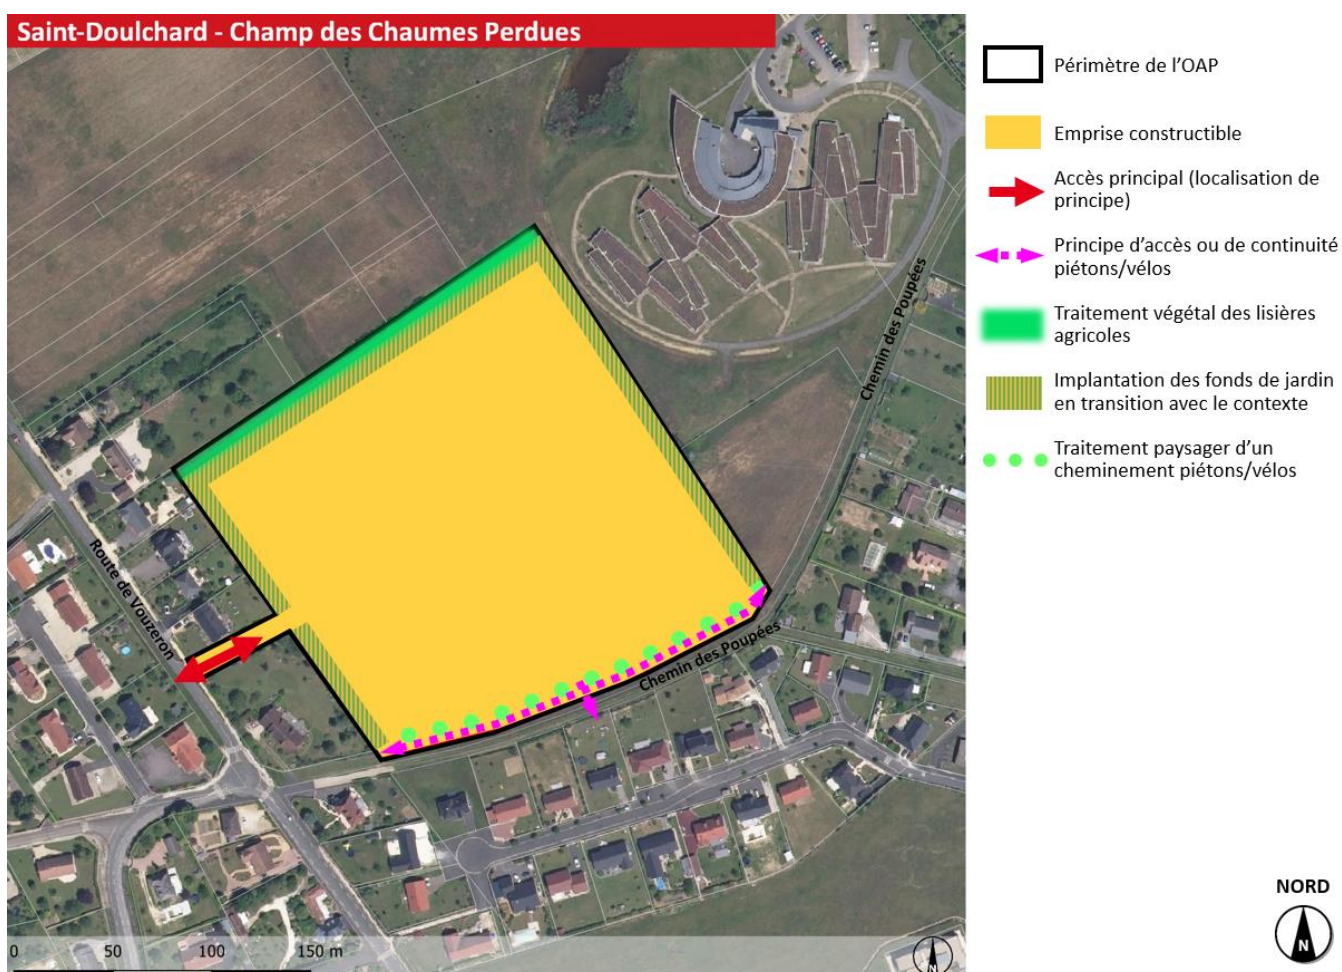 Saint-Doulchard - Champ des Chaumes Perdues
Périmètre de l'OAP
Emprise constructible
Accès principal (localisation de
principe)
Principe d'accès ou de continuité
piétons/vélos
Traitement végétal des lisières
agricoles
Implantation des fonds de jardin
en transition avec le contexte
Traitement paysager d'un
cheminement piétons/vélos
Chemin des Poupées
Route de Vouzeron
Chemin des Poupées
0 50 100 150 m
N
NORD
N